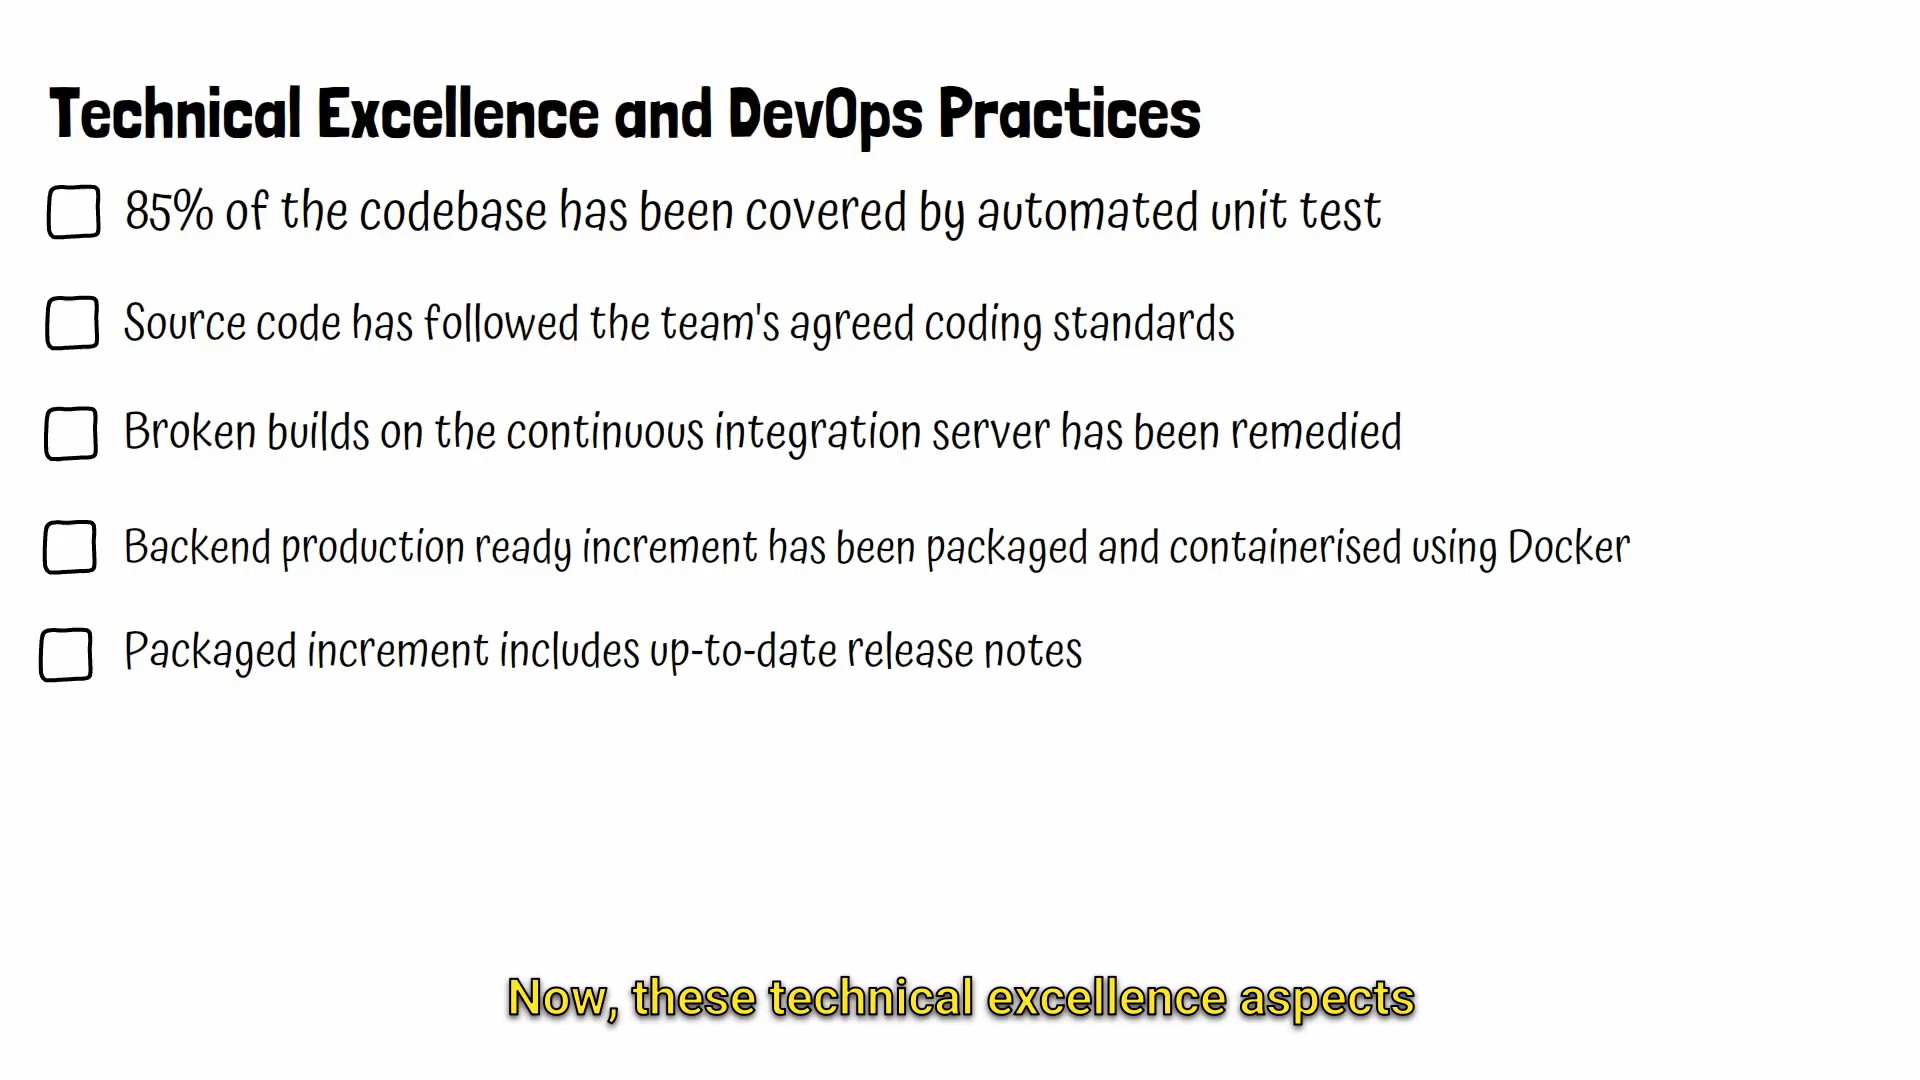 Technical Excellence and DevOps Practices
85% of the codebase has been covered by automated unit test
Source code has followed the team's agreed coding standards
Broken builds on the continuous integration server has been remedied
Backend production ready increment has been packaged and containerised using Docker
Packaged increment includes up-to-date release notes
Now, these technical excellence aspects